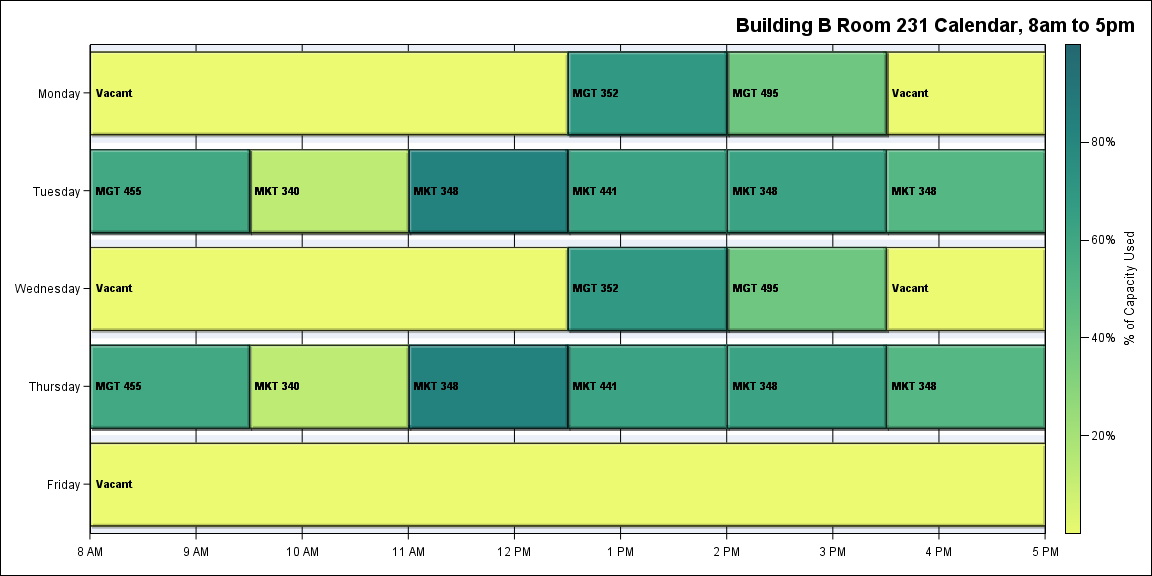 Building B Room 231 Calendar, 8am to 5pm
Monday
Vacant
MGT 352
MGT 495
Vacant
Tuesday
MGT 455
MKT 340
MKT 348
MKT 441
MKT 348
MKT 348
Wednesday
Vacant
MGT 352
MGT 495
Vacant
Thursday
MGT 455
MKT 340
MKT 348
MKT 441
MKT 348
MKT 348
Friday
Vacant
8 AM
9 AM
10 AM
11 AM
12 PM
1 PM
2 PM
3 PM
4 PM
5 PM
80%
60%
40%
20%
% of Capacity Used